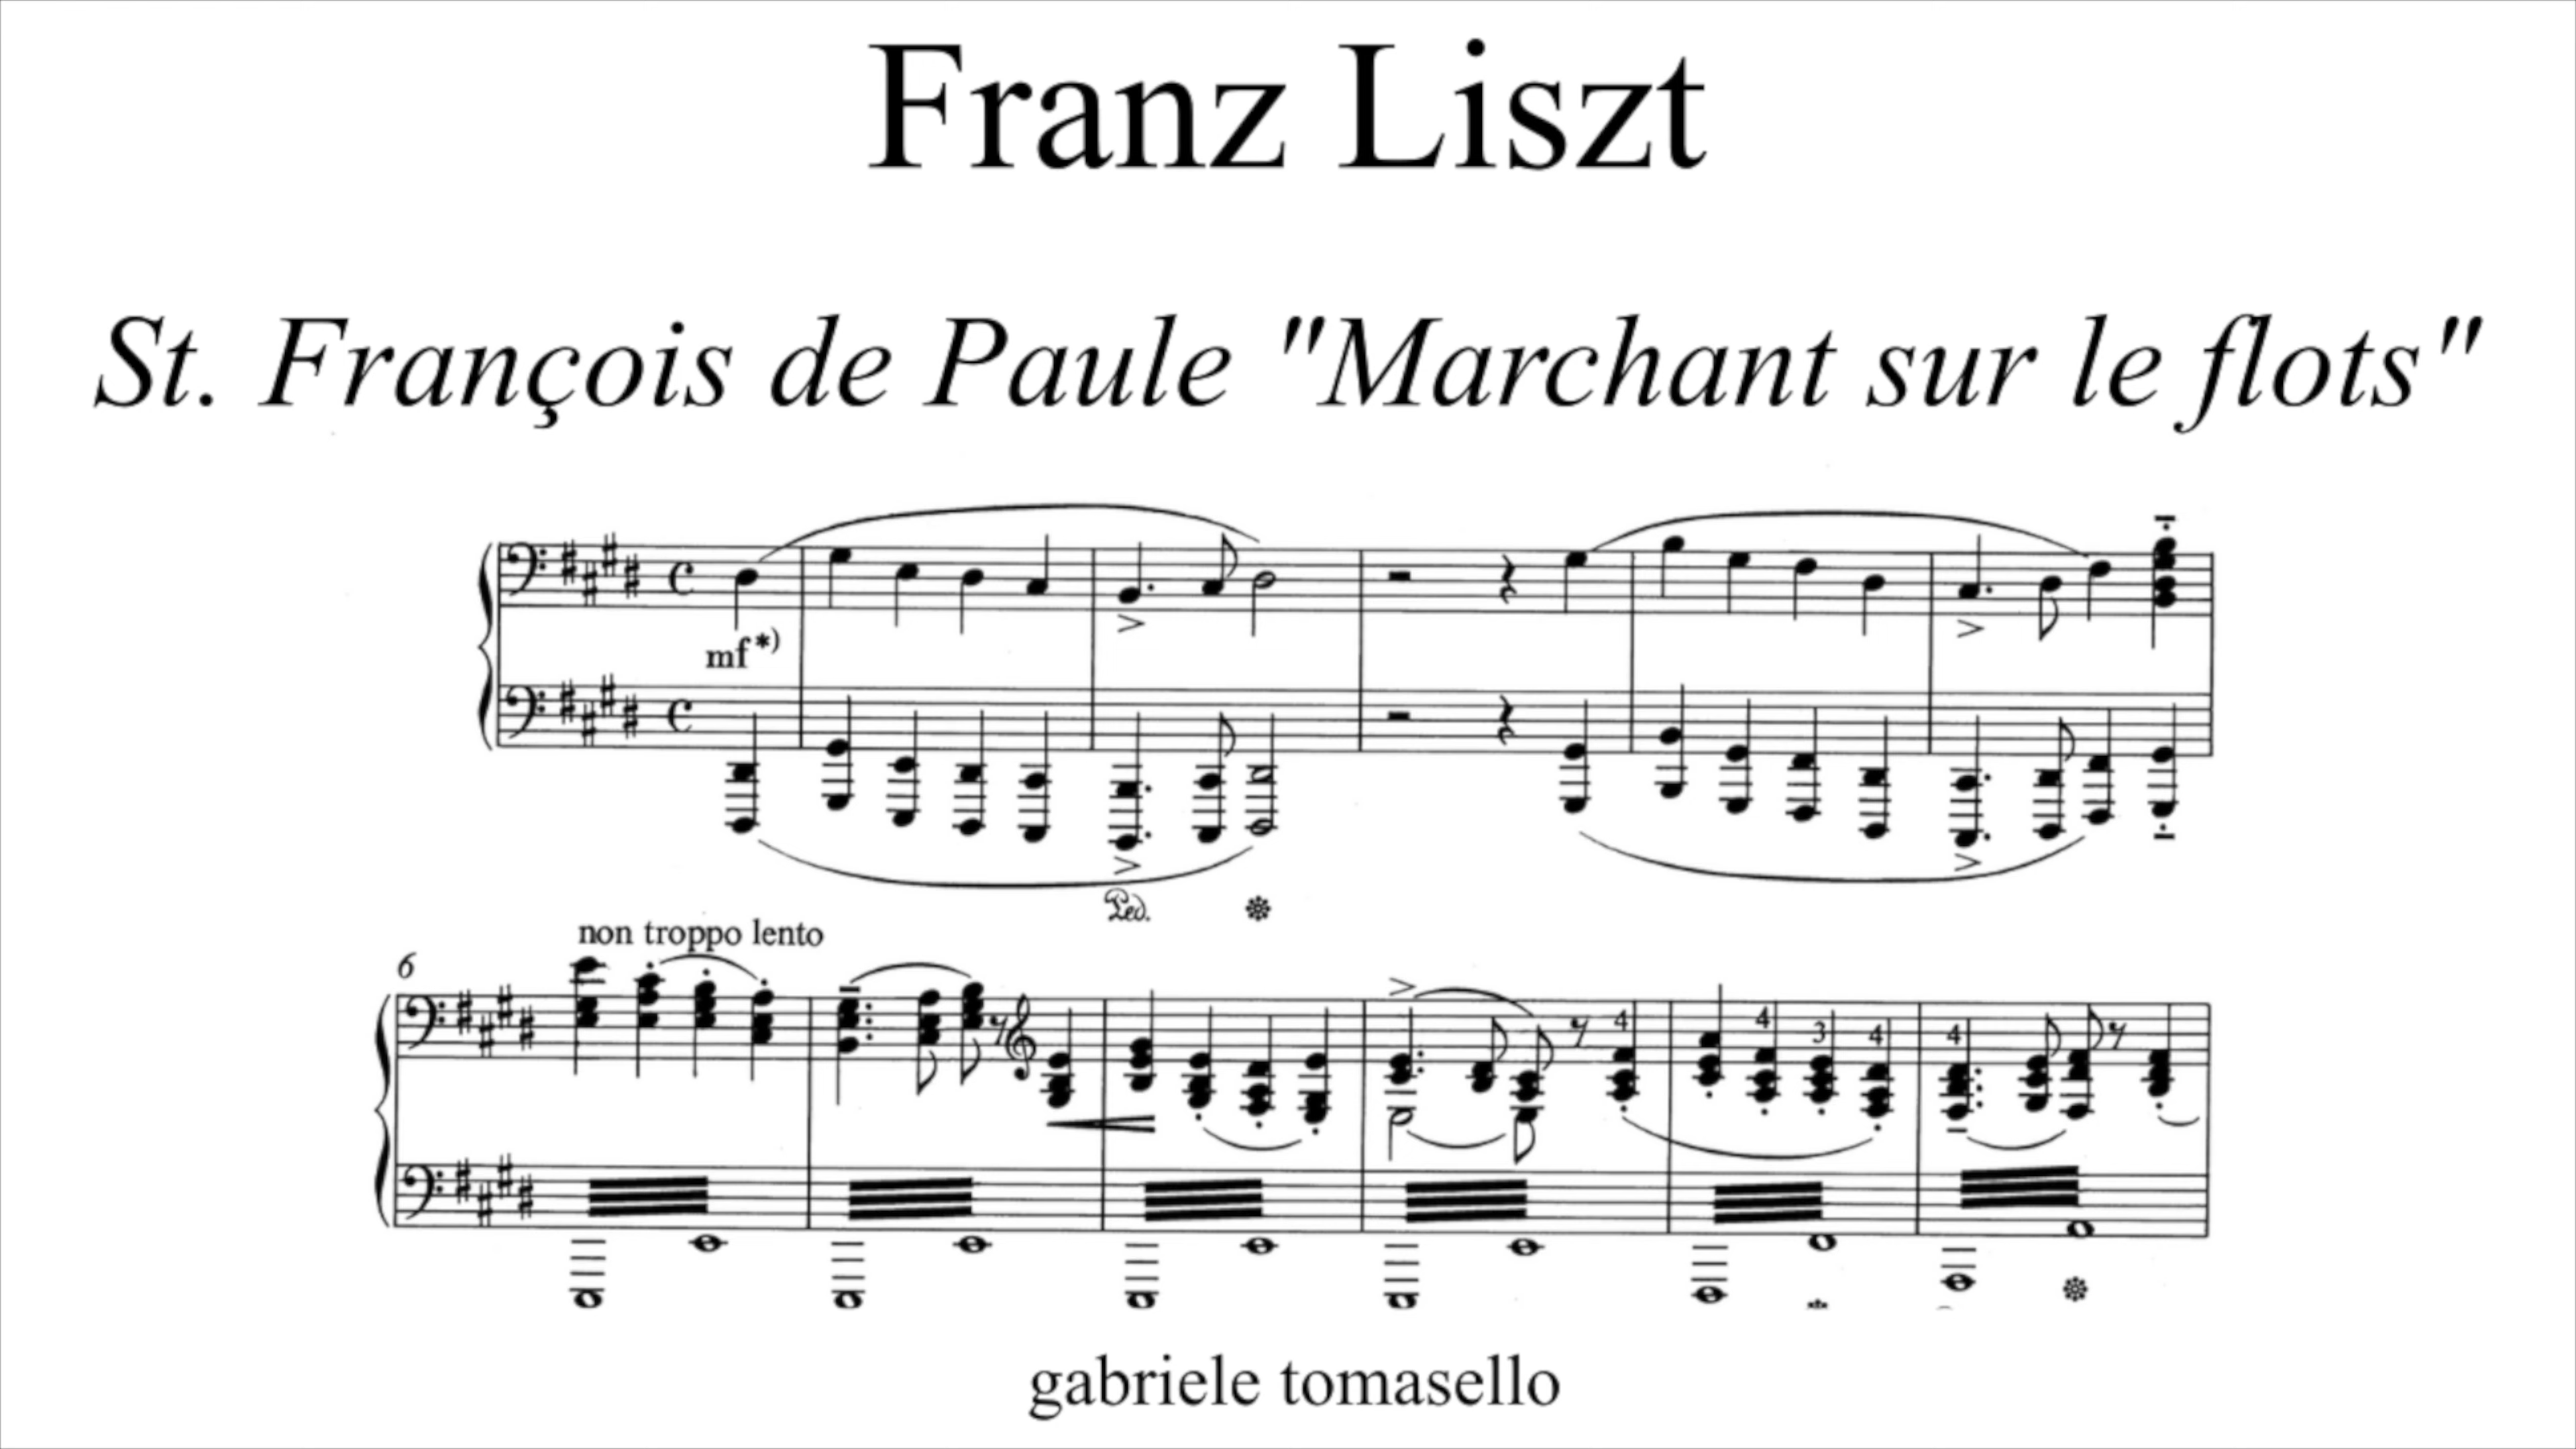 Franz Liszt
St. François de Paule "Marchant sur le flots"
mf*)
Ped.
non troppo lento
6
4 4 3 4 4
gabriele tomasello